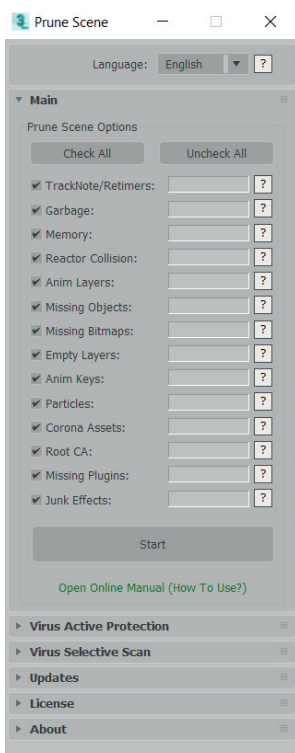 Prune Scene
Language: English ?
Main
Prune Scene Options
Check All Uncheck All
TrackNote/Retimers: ?
Garbage: ?
Memory: ?
Reactor Collision: ?
Anim Layers: ?
Missing Objects: ?
Missing Bitmaps: ?
Empty Layers: ?
Anim Keys: ?
Particles: ?
Corona Assets: ?
Root CA: ?
Missing Plugins: ?
Junk Effects: ?
Start
Open Online Manual (How To Use?)
Virus Active Protection
Virus Selective Scan
Updates
License
About